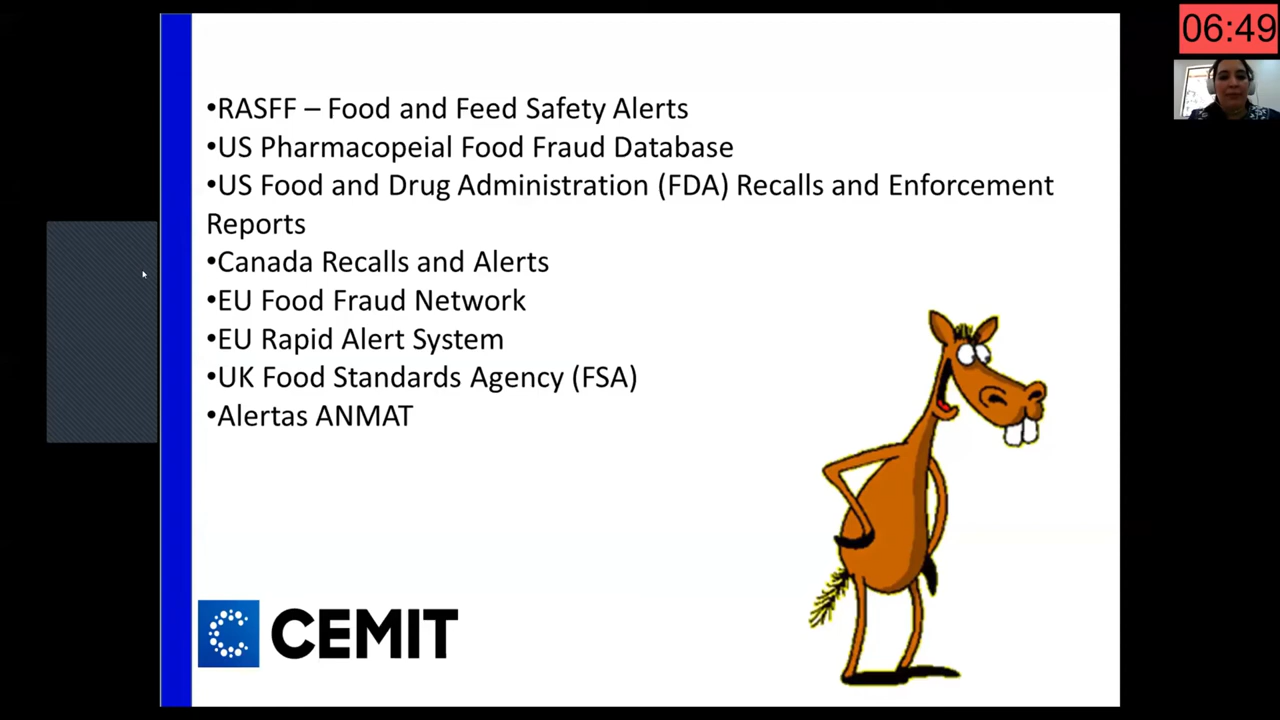 06:49
•RASFF – Food and Feed Safety Alerts
•US Pharmacopeial Food Fraud Database
•US Food and Drug Administration (FDA) Recalls and Enforcement
Reports
•Canada Recalls and Alerts
•EU Food Fraud Network
•EU Rapid Alert System
•UK Food Standards Agency (FSA)
•Alertas ANMAT
CEMIT